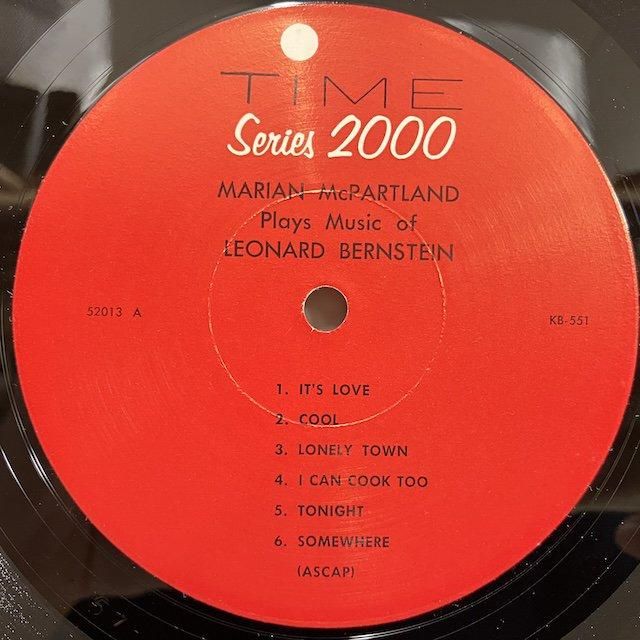 TIME
Series 2000
MARIAN McPARTLAND
Plays Music of
LEONARD BERNSTEIN
52013 A
KB-551
1. IT'S LOVE
2. COOL
3. LONELY TOWN
4. I CAN COOK TOO
5. TONIGHT
6. SOMEWHERE
(ASCAP)